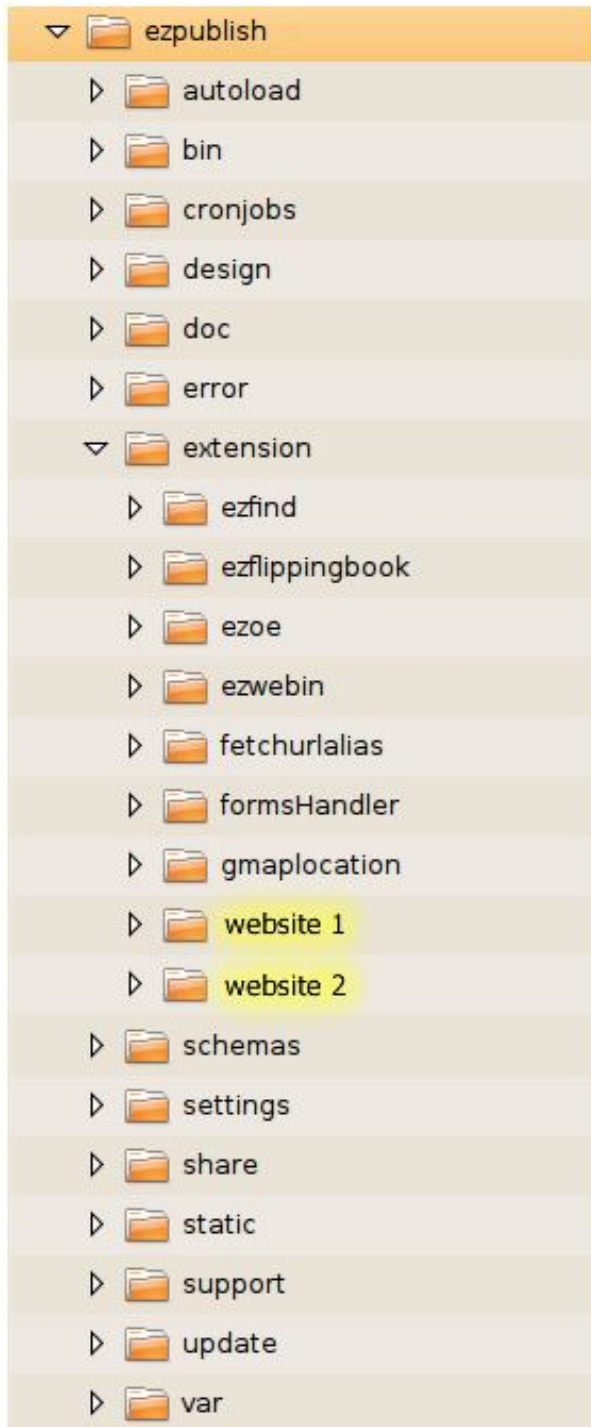 ezpublish
autoload
bin
cronjobs
design
doc
error
extension
ezfind
ezflippingbook
ezoe
ezwebin
fetchurlalias
formsHandler
gmaplocation
website 1
website 2
schemas
settings
share
static
support
update
var